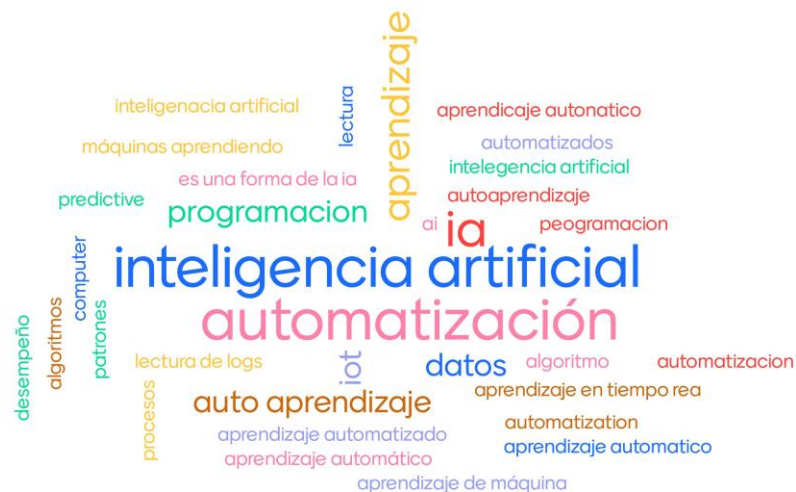 aprendizaje
inteligenacia artificial
lectura
aprendicaje autonatico
máquinas aprendiendo
automatizados
intelegencia artificial
es una forma de la ia
predictive
autoaprendizaje
programacion
ai
ia
peogramacion
computer
inteligencia artificial
automatización
desempeño
algoritmos
patrones
lectura de logs
iot
datos
algoritmo
automatizacion
procesos
auto aprendizaje
aprendizaje en tiempo rea
automatization
aprendizaje automatizado
aprendizaje automatico
aprendizaje automático
aprendizaje de máquina